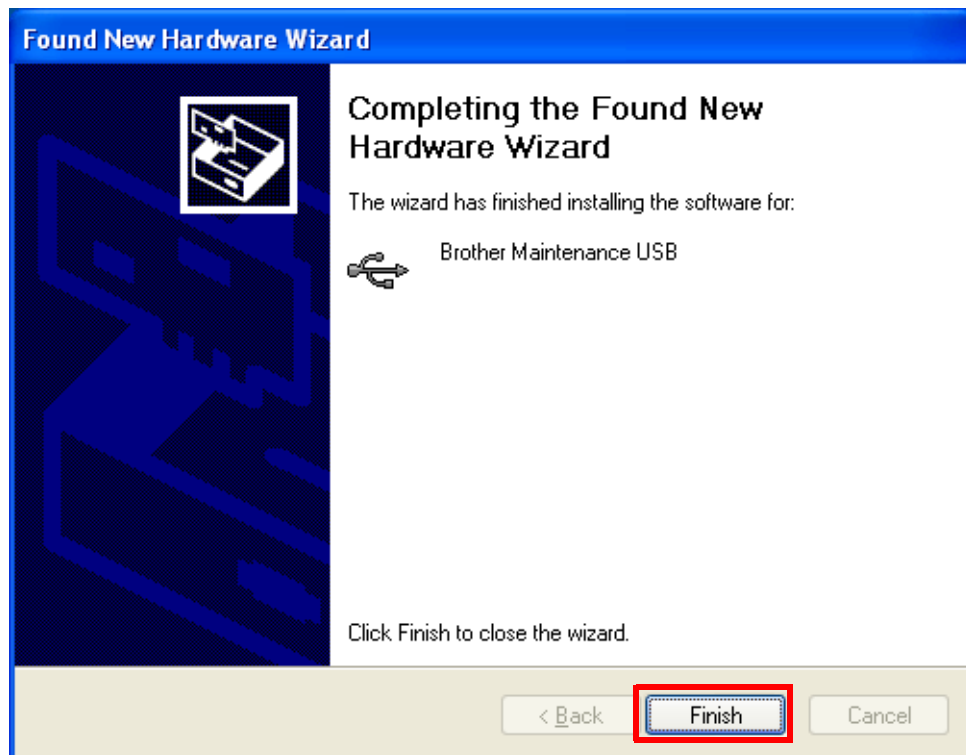 Found New Hardware Wizard
Completing the Found New
Hardware Wizard
The wizard has finished installing the software for:
Brother Maintenance USB
Click Finish to close the wizard.
< Back
Finish
Cancel